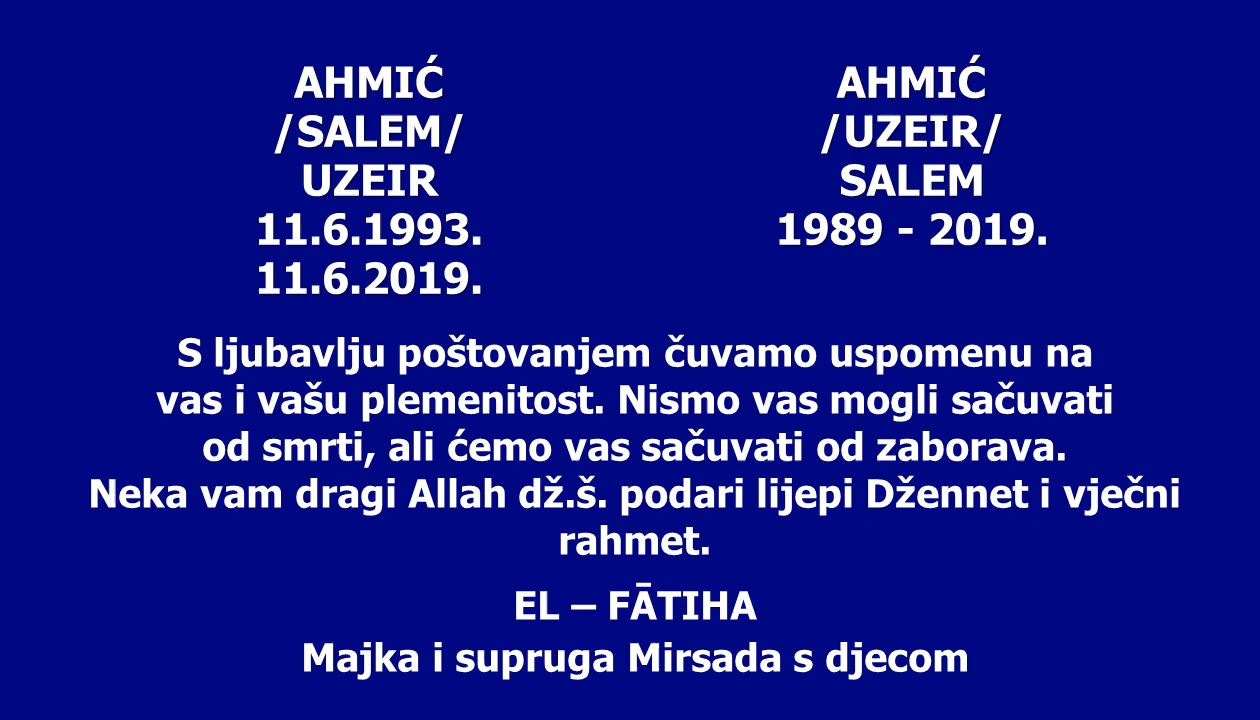 AHMIĆ
/SALEM/
UZEIR
11.6.1993.
11.6.2019.
AHMIĆ
/UZEIR/
SALEM
1989 - 2019.
S ljubavlju poštovanjem čuvamo uspomenu na
vas i vašu plemenitost. Nismo vas mogli sačuvati
od smrti, ali ćemo vas sačuvati od zaborava.
Neka vam dragi Allah dž.š. podari lijepi Džennet i vječni
rahmet.
EL – FĀTIHA
Majka i supruga Mirsada s djecom